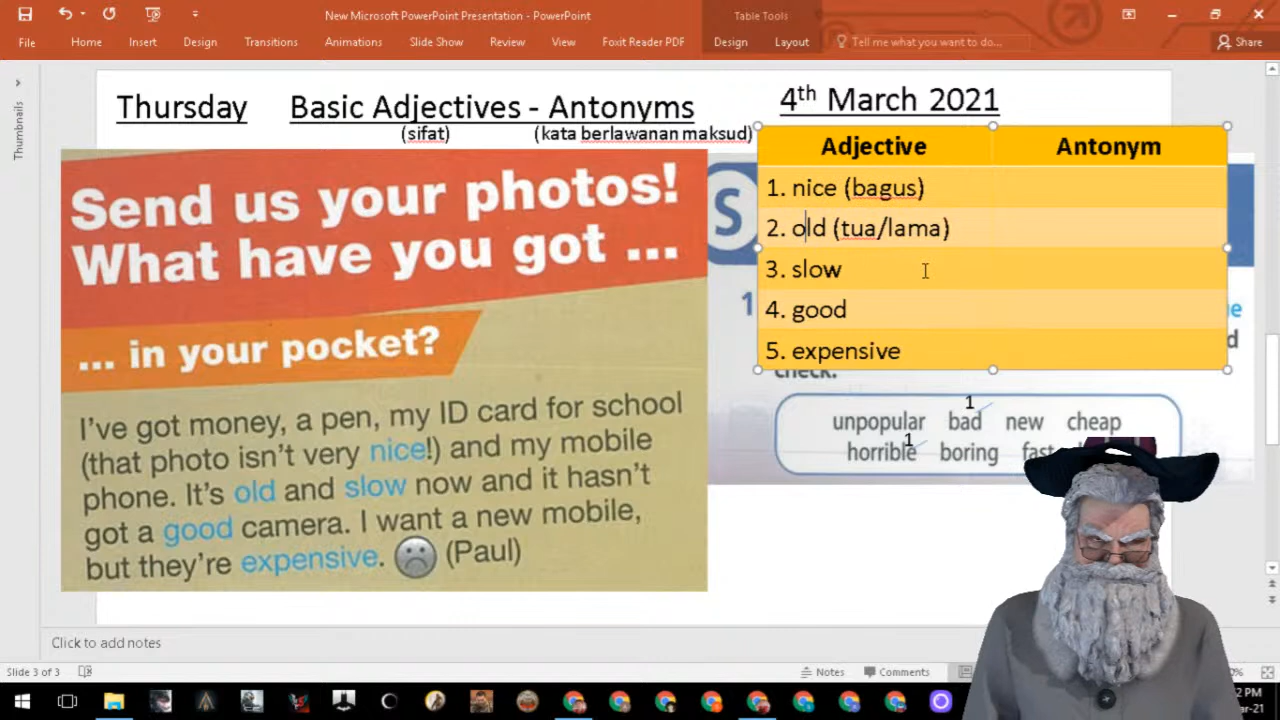 New Microsoft PowerPoint Presentation - PowerPoint
Table Tools
File Home Insert Design Transitions Animations Slide Show Review View Foxit Reader PDF Design Layout Tell me what you want to do... Share
Thumbnails
Thursday Basic Adjectives - Antonyms 4th March 2021
(sifat) (kata berlawanan maksud)
Send us your photos!
What have you got ...
... in your pocket?
I've got money, a pen, my ID card for school
(that photo isn't very nice!) and my mobile
phone. It's old and slow now and it hasn't
got a good camera. I want a new mobile,
but they're expensive. (Paul)
S
1
Adjective Antonym
1. nice (bagus)
2. old (tua/lama)
3. slow
4. good
5. expensive
check.
1
unpopular bad new cheap
1
horrible boring fast
Click to add notes
Slide 3 of 3
Notes Comments